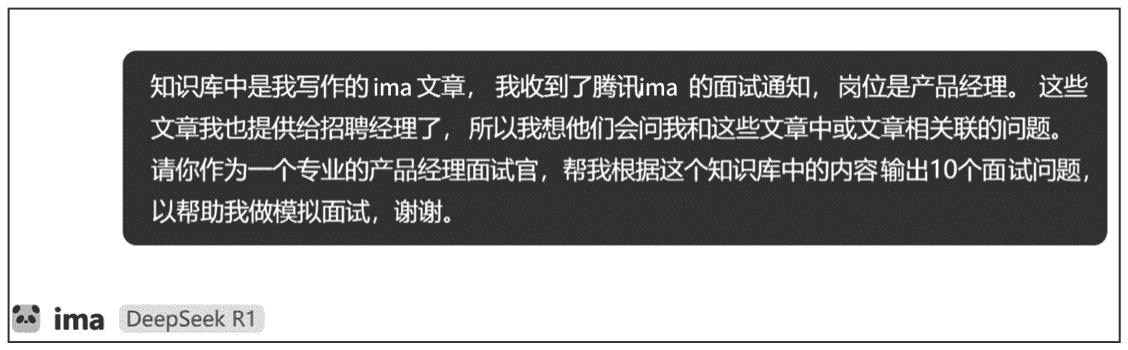 知识库中是我写作的 ima 文章， 我收到了腾讯ima 的面试通知， 岗位是产品经理。 这些
文章我也提供给招聘经理了，所以我想他们会问我和这些文章中或文章相关联的问题。
请你作为一个专业的产品经理面试官，帮我根据这个知识库中的内容输出10个面试问题，
以帮助我做模拟面试，谢谢。
ima DeepSeek R1